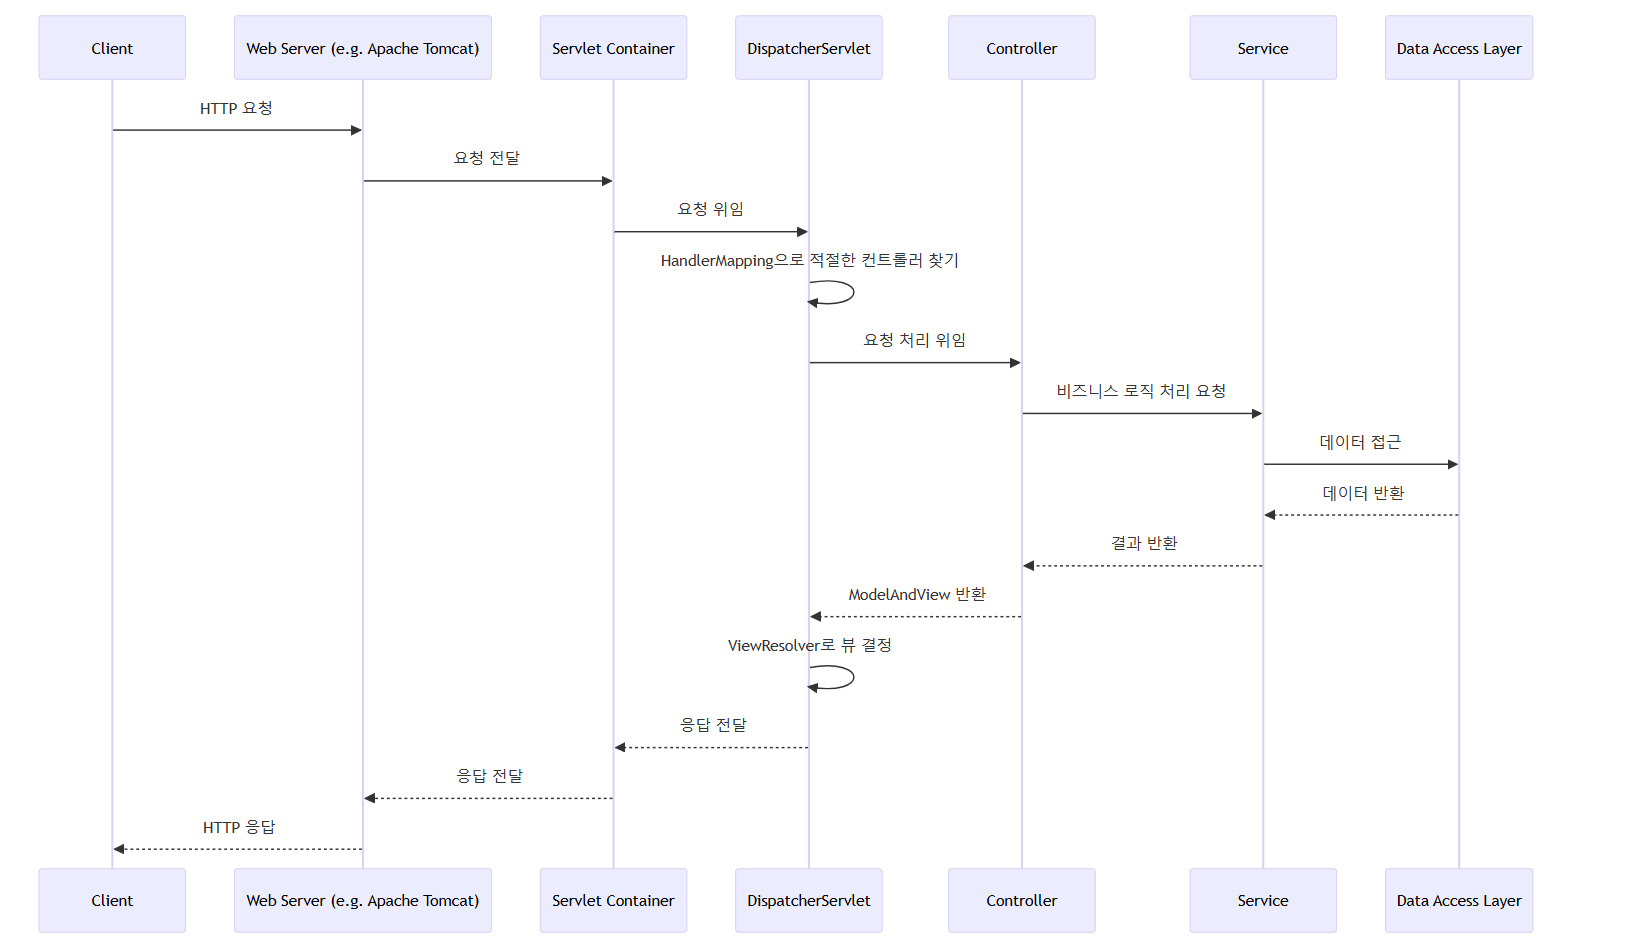 Client
Web Server (e.g. Apache Tomcat)
Servlet Container
DispatcherServlet
Controller
Service
Data Access Layer
HTTP 요청
요청 전달
요청 위임
HandlerMapping으로 적절한 컨트롤러 찾기
요청 처리 위임
비즈니스 로직 처리 요청
데이터 접근
데이터 반환
결과 반환
ModelAndView 반환
ViewResolver로 뷰 결정
응답 전달
응답 전달
HTTP 응답
Client
Web Server (e.g. Apache Tomcat)
Servlet Container
DispatcherServlet
Controller
Service
Data Access Layer